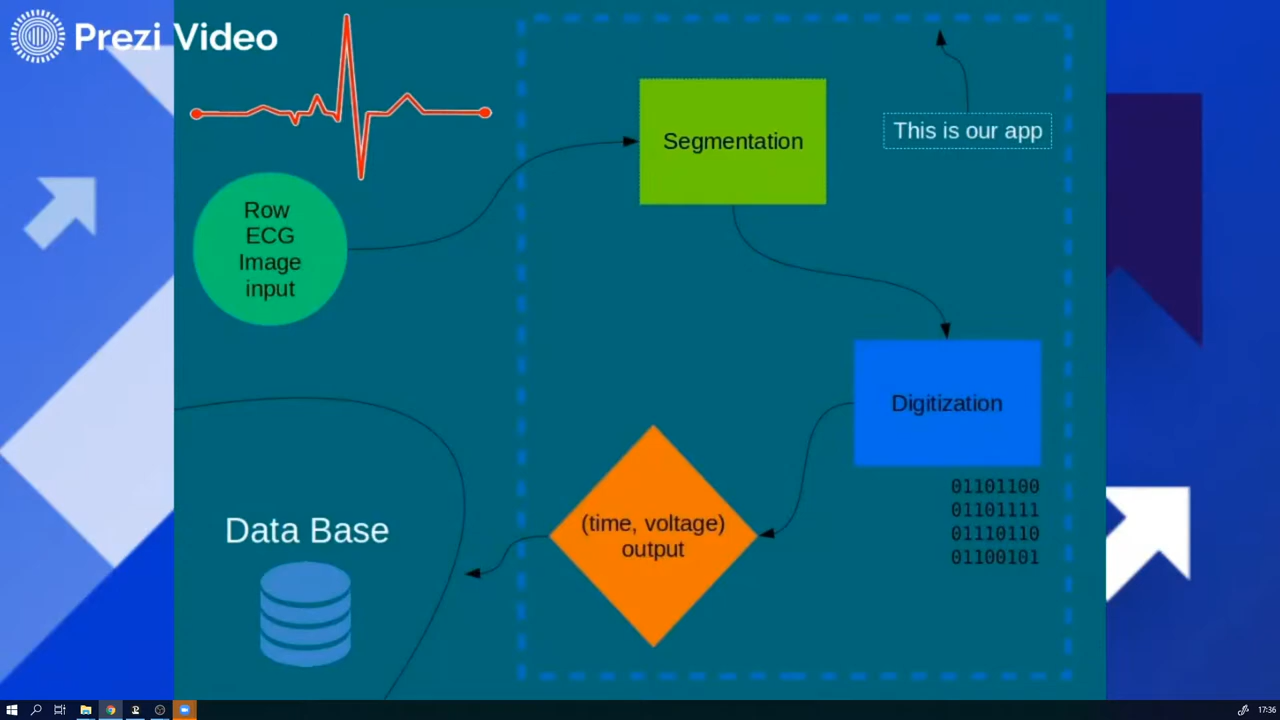 Prezi Video
Row
ECG
Image
input
Segmentation
This is our app
Digitization
01101100
01101111
01110110
01100101
(time, voltage)
output
Data Base
17:36